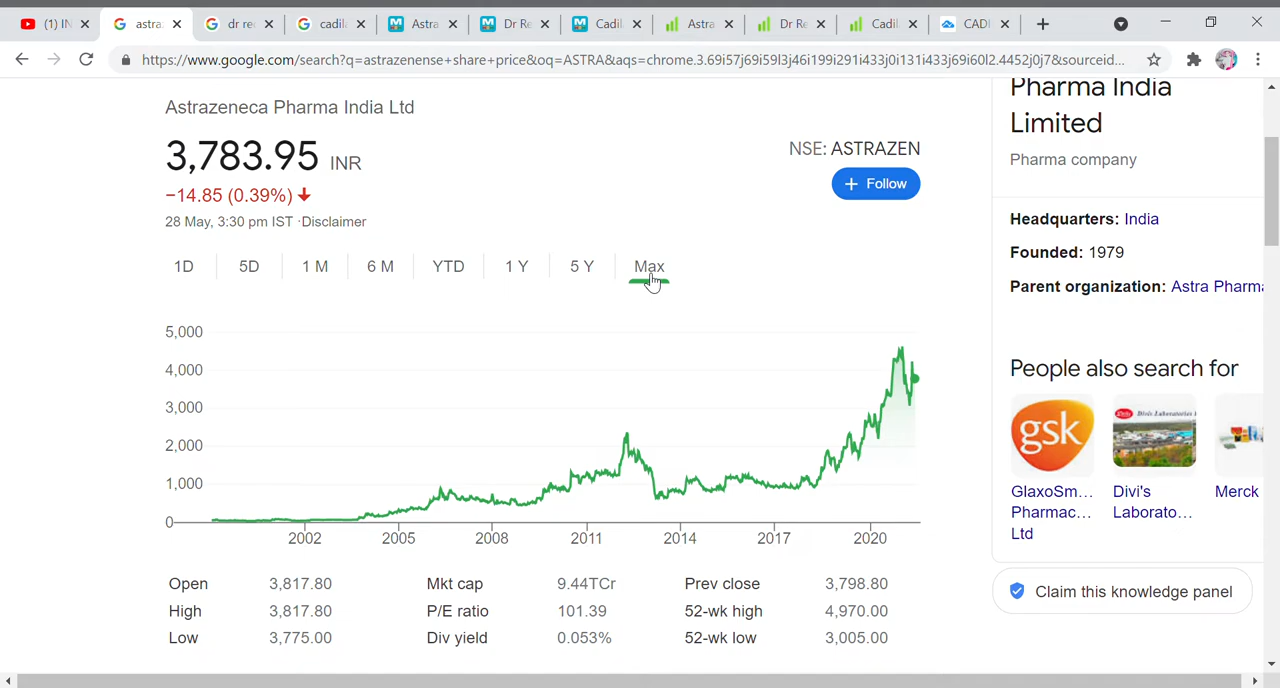 (1) IN
astra:
dr re
cadil
Astra
Dr Re
Cadil
Astra
Dr Re
Cadil
CADI
https://www.google.com/search?q=astrazenense+share+price&oq=ASTRA&aqs=chrome.3.69i57j69i59l3j46i199i291i433j0i131i433j69i60l2.4452j0j7&sourceid...
Astrazeneca Pharma India Ltd
3,783.95 INR
−14.85 (0.39%)
28 May, 3:30 pm IST ·Disclaimer
NSE: ASTRAZEN
+ Follow
1D 5D 1 M 6 M YTD 1 Y 5 Y Max
5,000
4,000
3,000
2,000
1,000
0
2002 2005 2008 2011 2014 2017 2020
Open 3,817.80 Mkt cap 9.44TCr Prev close 3,798.80
High 3,817.80 P/E ratio 101.39 52-wk high 4,970.00
Low 3,775.00 Div yield 0.053% 52-wk low 3,005.00
Pharma India
Limited
Pharma company
Headquarters: India
Founded: 1979
Parent organization: Astra Pharma
People also search for
gsk
GlaxoSm...
Pharmac...
Ltd
Divi's
Laborato...
Merck
Claim this knowledge panel